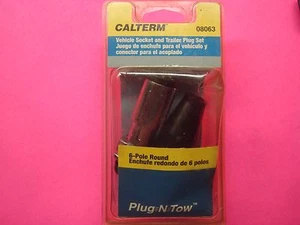 CALTERM 08063
Vehicle Socket and Trailer Plug Set
Juego de enchufe para el vehículo y
conector para el acoplado
6-Pole Round
Enchufe redondo de 6 polos
Plug-N-Tow™